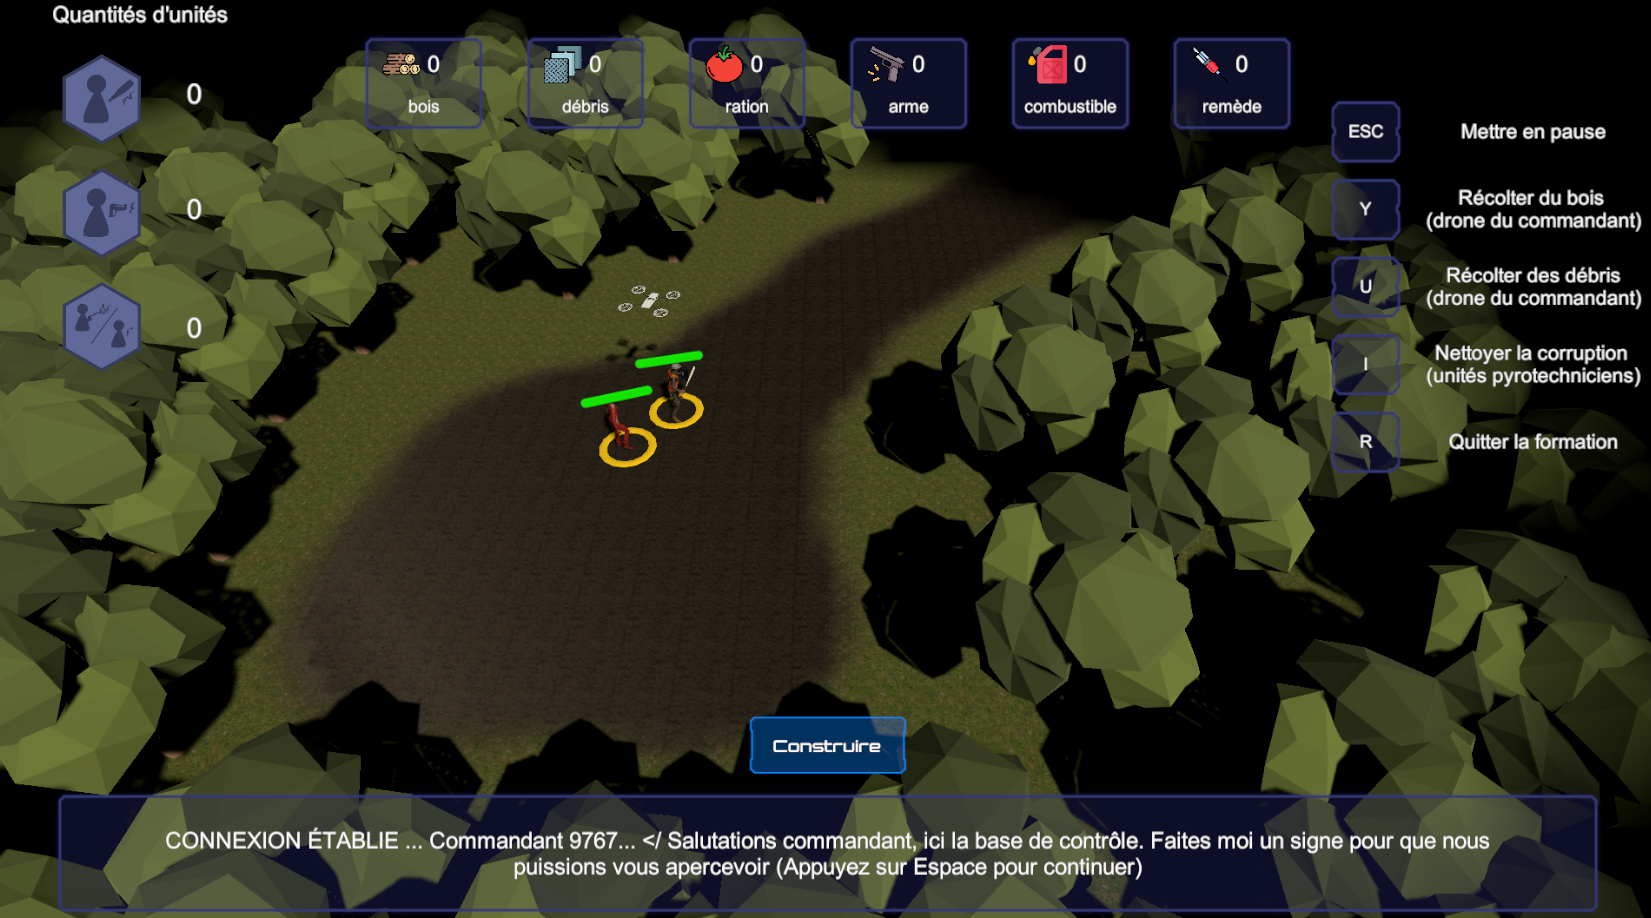 Quantités d'unités
0
0
0
0
bois
0
débris
0
ration
0
arme
0
combustible
0
remède
ESC
Mettre en pause
Y
Récolter du bois
(drone du commandant)
U
Récolter des débris
(drone du commandant)
I
Nettoyer la corruption
(unités pyrotechniciens)
R
Quitter la formation
Construire
CONNEXION ÉTABLIE ... Commandant 9767... </ Salutations commandant, ici la base de contrôle. Faites moi un signe pour que nous
puissions vous apercevoir (Appuyez sur Espace pour continuer)